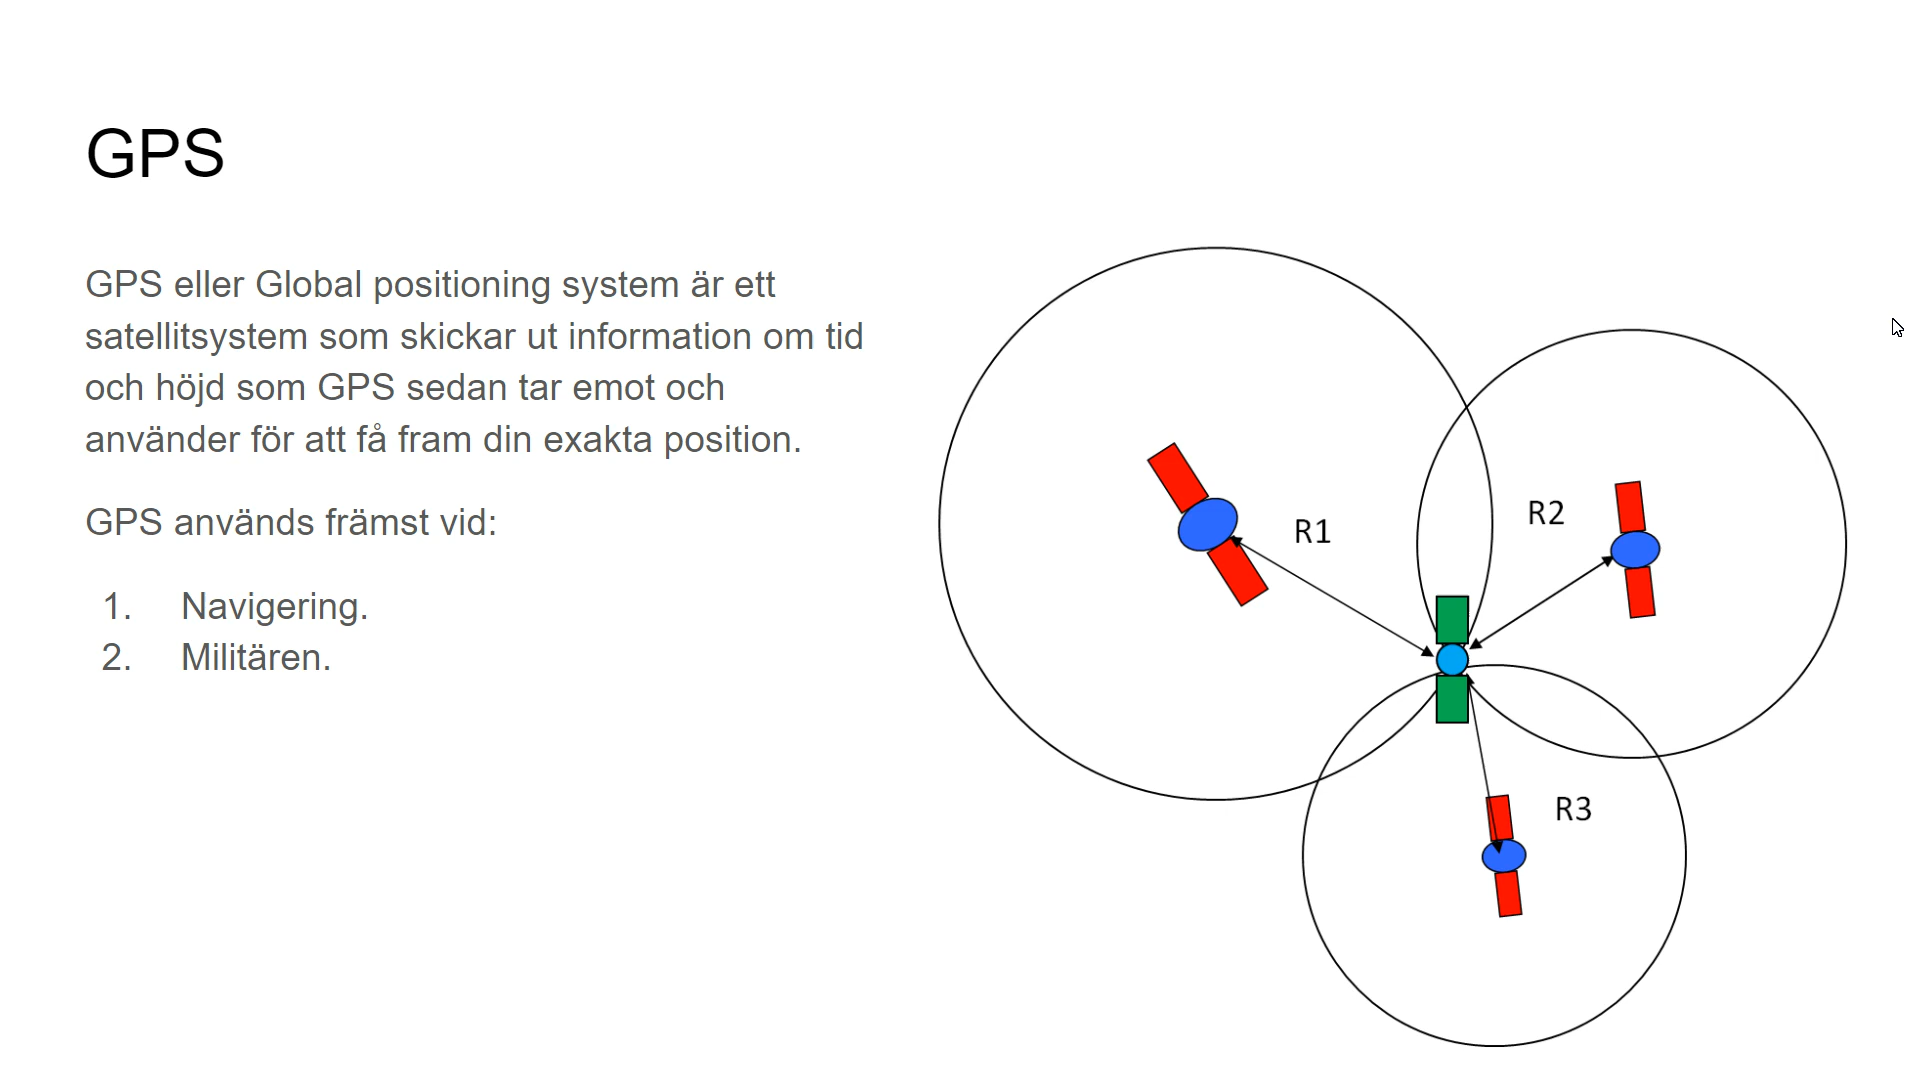 GPS
GPS eller Global positioning system är ett
satellitsystem som skickar ut information om tid
och höjd som GPS sedan tar emot och
använder för att få fram din exakta position.
GPS används främst vid:
1. Navigering.
2. Militären.
R1
R2
R3